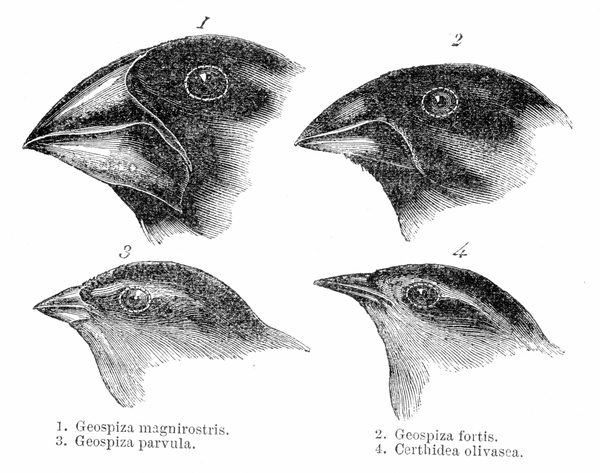 1
2
3
4
1. Geospiza magnirostris.
2. Geospiza fortis.
3. Geospiza parvula.
4. Certhidea olivasea.